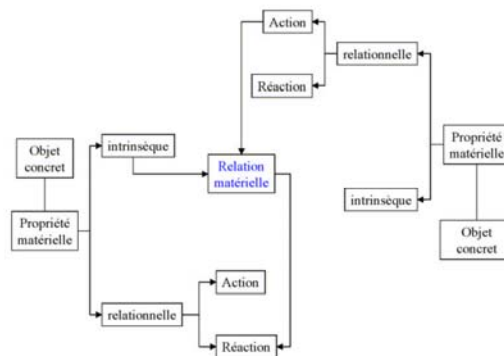 Action
relationnelle
Réaction
Objet
concret
intrinsèque
Relation
matérielle
Propriété
matérielle
intrinsèque
Propriété
matérielle
Objet
concret
Action
relationnelle
Réaction